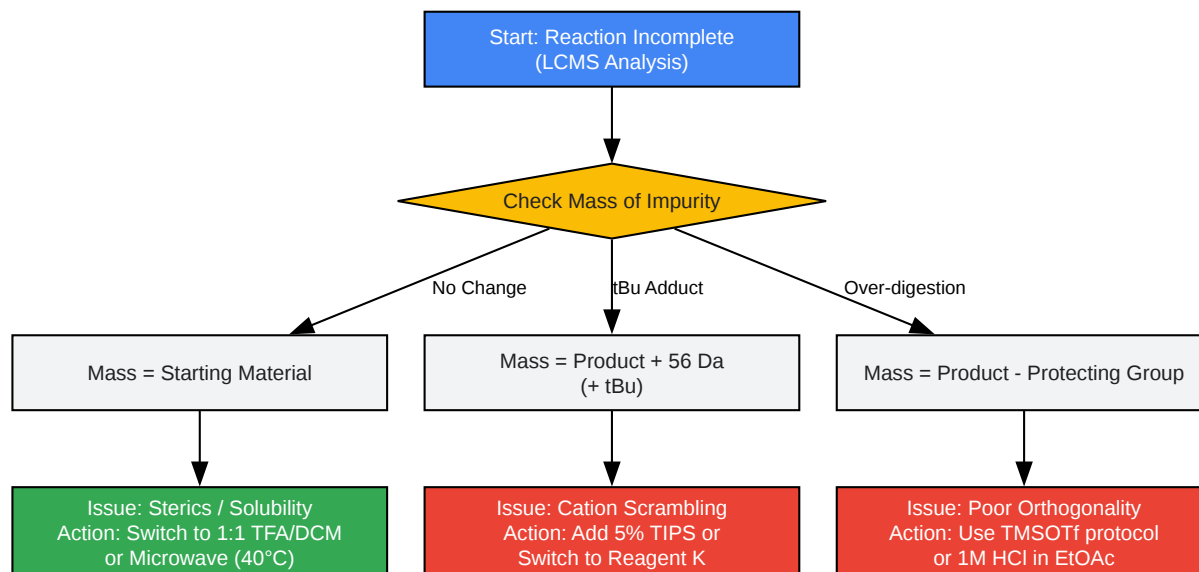 Start: Reaction Incomplete
(LCMS Analysis)
Check Mass of Impurity
No Change
tBu Adduct
Over-digestion
Mass = Starting Material
Mass = Product + 56 Da
(+ tBu)
Mass = Product - Protecting Group
Issue: Sterics / Solubility
Action: Switch to 1:1 TFA/DCM
or Microwave (40°C)
Issue: Cation Scrambling
Action: Add 5% TIPS or
Switch to Reagent K
Issue: Poor Orthogonality
Action: Use TMSOTf protocol
or 1M HCl in EtOAc